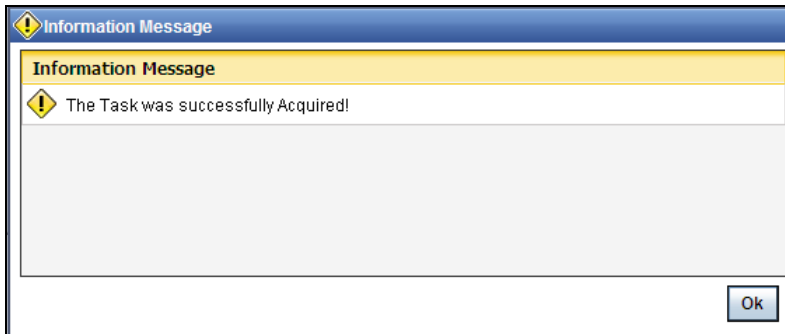 Information Message
Information Message
The Task was successfully Acquired!
Ok